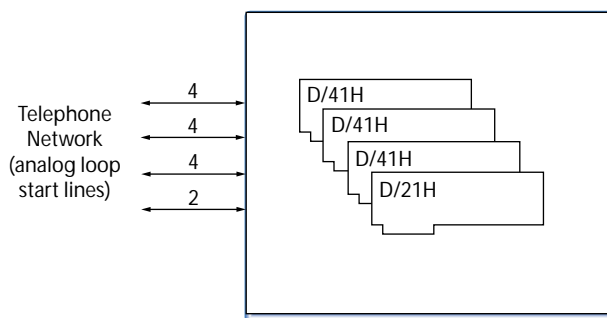 4
D/41H
Telephone
Network
(analog loop
start lines)
4
D/41H
4
D/41H
2
D/21H